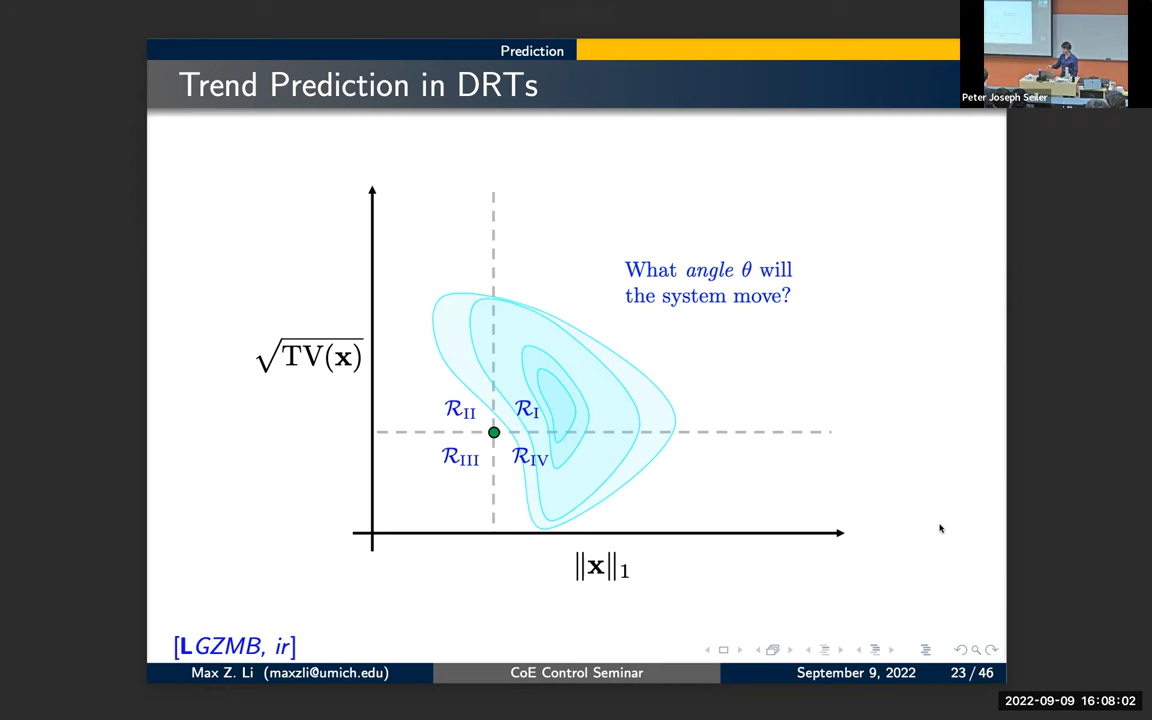 Prediction
Trend Prediction in DRTs
Peter Joseph Seiler
What angle θ will
the system move?
√TV(x)
R_II
R_I
R_III
R_IV
‖x‖₁
[LGZMB, ir]
Max Z. Li (maxzli@umich.edu)
CoE Control Seminar
September 9, 2022
23 / 46
2022-09-09 16:08:02